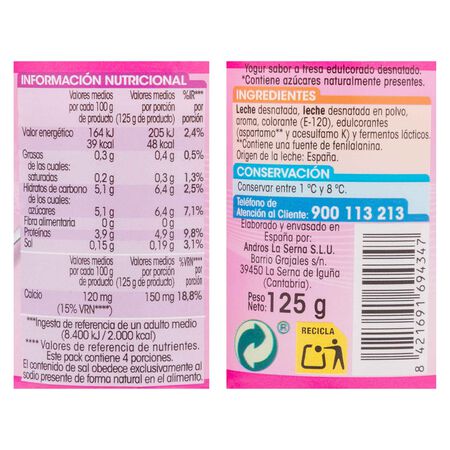 INFORMACIÓN NUTRICIONAL
Valores medios por cada 100 g de producto) Valores medios por porción (125 g de producto) %IR*** por porción
Valor energético 164 kJ 205 kJ 2,4%
39 kcal 48 kcal
Grasas 0,3 g 0,4 g 0,5%
de las cuales:
saturadas 0,2 g 0,3 g 1,3%
Hidratos de carbono 5,1 g 6,4 g 2,5%
de los cuales:
azúcares 5,1 g 6,4 g 7,1%
Fibra alimentaria 0 g 0 g
Proteínas 3,9 g 4,9 g 9,8%
Sal 0,15 g 0,19 g 3,1%
Valores medios por cada 100 g de producto) Valores medios por porción (125 g de producto) %VRN**** por porción
Calcio 120 mg 150 mg 18,8%
(15% VRN****)
***Ingesta de referencia de un adulto medio
(8.400 kJ / 2.000 kcal)
**** Valores de referencia de nutrientes.
Este pack contiene 4 porciones.
El contenido de sal obedece exclusivamente al
sodio presente de forma natural en el alimento.
Yogur sabor a fresa edulcorado desnatado.
*Contiene azúcares naturalmente presentes.
INGREDIENTES
Leche desnatada, leche desnatada en polvo,
aroma, colorante (E-120), edulcorantes
(aspartamo** y acesulfamo K) y fermentos lácticos.
**Contiene una fuente de fenilalanina.
Origen de la leche: España.
CONSERVACIÓN
Conservar entre 1 °C y 8 °C.
Teléfono de
Atención al Cliente: 900 113 213
Elaborado y envasado en
España por:
Andros La Serna S.L.U.
Barrio Grajales s/n.
39450 La Serna de Iguña
(Cantabria).
Peso
Neto: 125 g
RECICLA
8 421691 694347